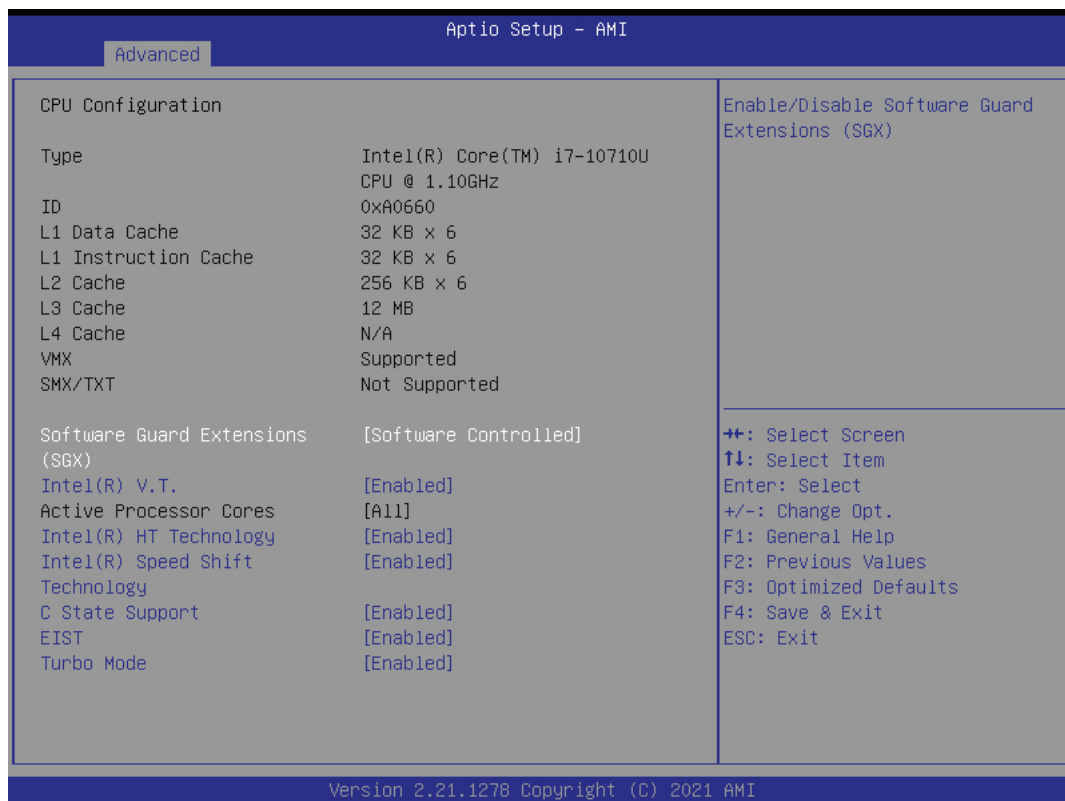 Aptio Setup – AMI
Advanced
CPU Configuration
Type Intel(R) Core(TM) i7-10710U
CPU @ 1.10GHz
ID 0xA0660
L1 Data Cache 32 KB x 6
L1 Instruction Cache 32 KB x 6
L2 Cache 256 KB x 6
L3 Cache 12 MB
L4 Cache N/A
VMX Supported
SMX/TXT Not Supported
Software Guard Extensions [Software Controlled]
(SGX)
Intel(R) V.T. [Enabled]
Active Processor Cores [All]
Intel(R) HT Technology [Enabled]
Intel(R) Speed Shift [Enabled]
Technology
C State Support [Enabled]
EIST [Enabled]
Turbo Mode [Enabled]
Enable/Disable Software Guard
Extensions (SGX)
→←: Select Screen
↑↓: Select Item
Enter: Select
+/-: Change Opt.
F1: General Help
F2: Previous Values
F3: Optimized Defaults
F4: Save & Exit
ESC: Exit
Version 2.21.1278 Copyright (C) 2021 AMI